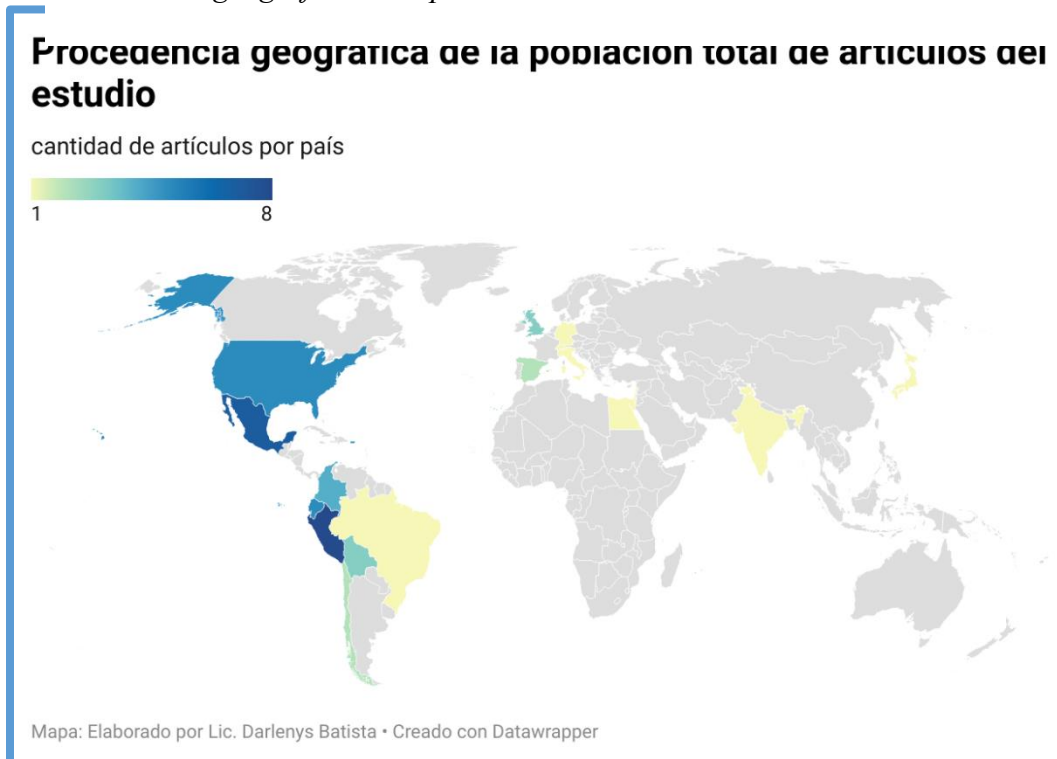 Procedencia geográfica de la población total de artículos del
estudio
cantidad de artículos por país
1 8
Mapa: Elaborado por Lic. Darlenys Batista • Creado con Datawrapper